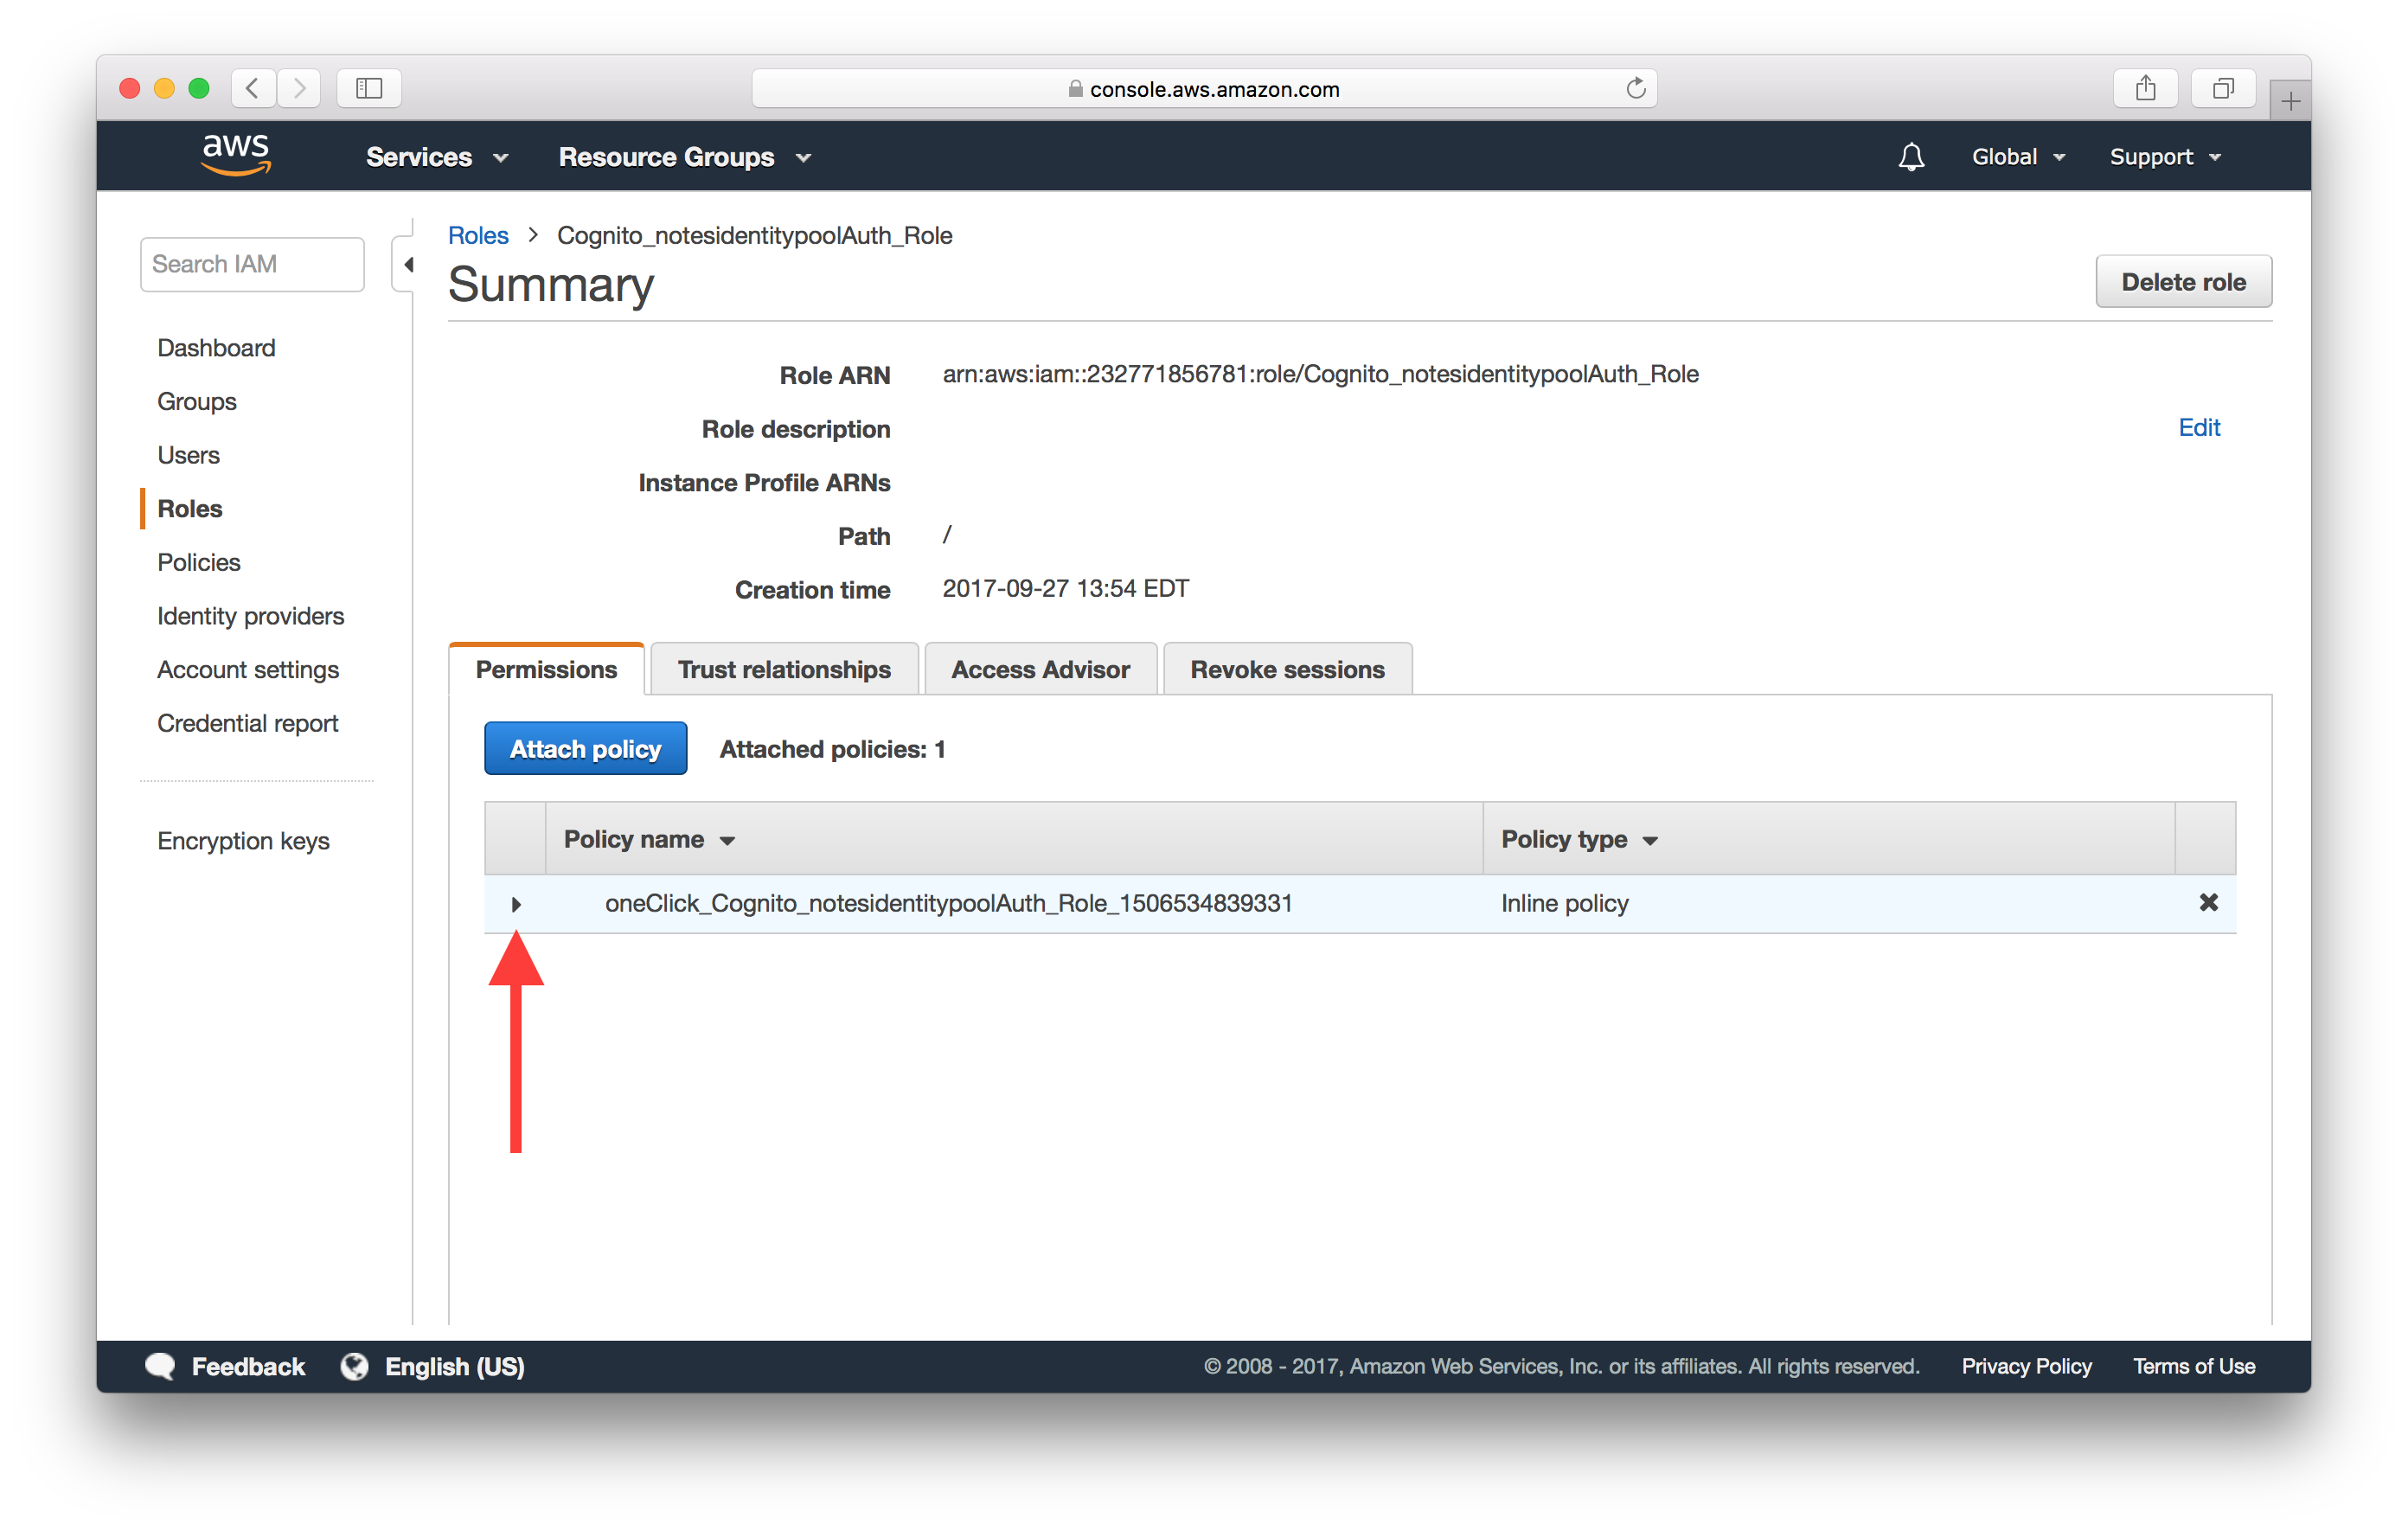 console.aws.amazon.com
aws Services Resource Groups Global Support
Search IAM
Dashboard
Groups
Users
Roles
Policies
Identity providers
Account settings
Credential report
Encryption keys
Roles > Cognito_notesidentitypoolAuth_Role
Summary
Delete role
Role ARN arn:aws:iam::232771856781:role/Cognito_notesidentitypoolAuth_Role
Role description Edit
Instance Profile ARNs
Path /
Creation time 2017-09-27 13:54 EDT
Permissions Trust relationships Access Advisor Revoke sessions
Attach policy Attached policies: 1
Policy name Policy type
oneClick_Cognito_notesidentitypoolAuth_Role_1506534839331 Inline policy
Feedback English (US) © 2008 - 2017, Amazon Web Services, Inc. or its affiliates. All rights reserved. Privacy Policy Terms of Use